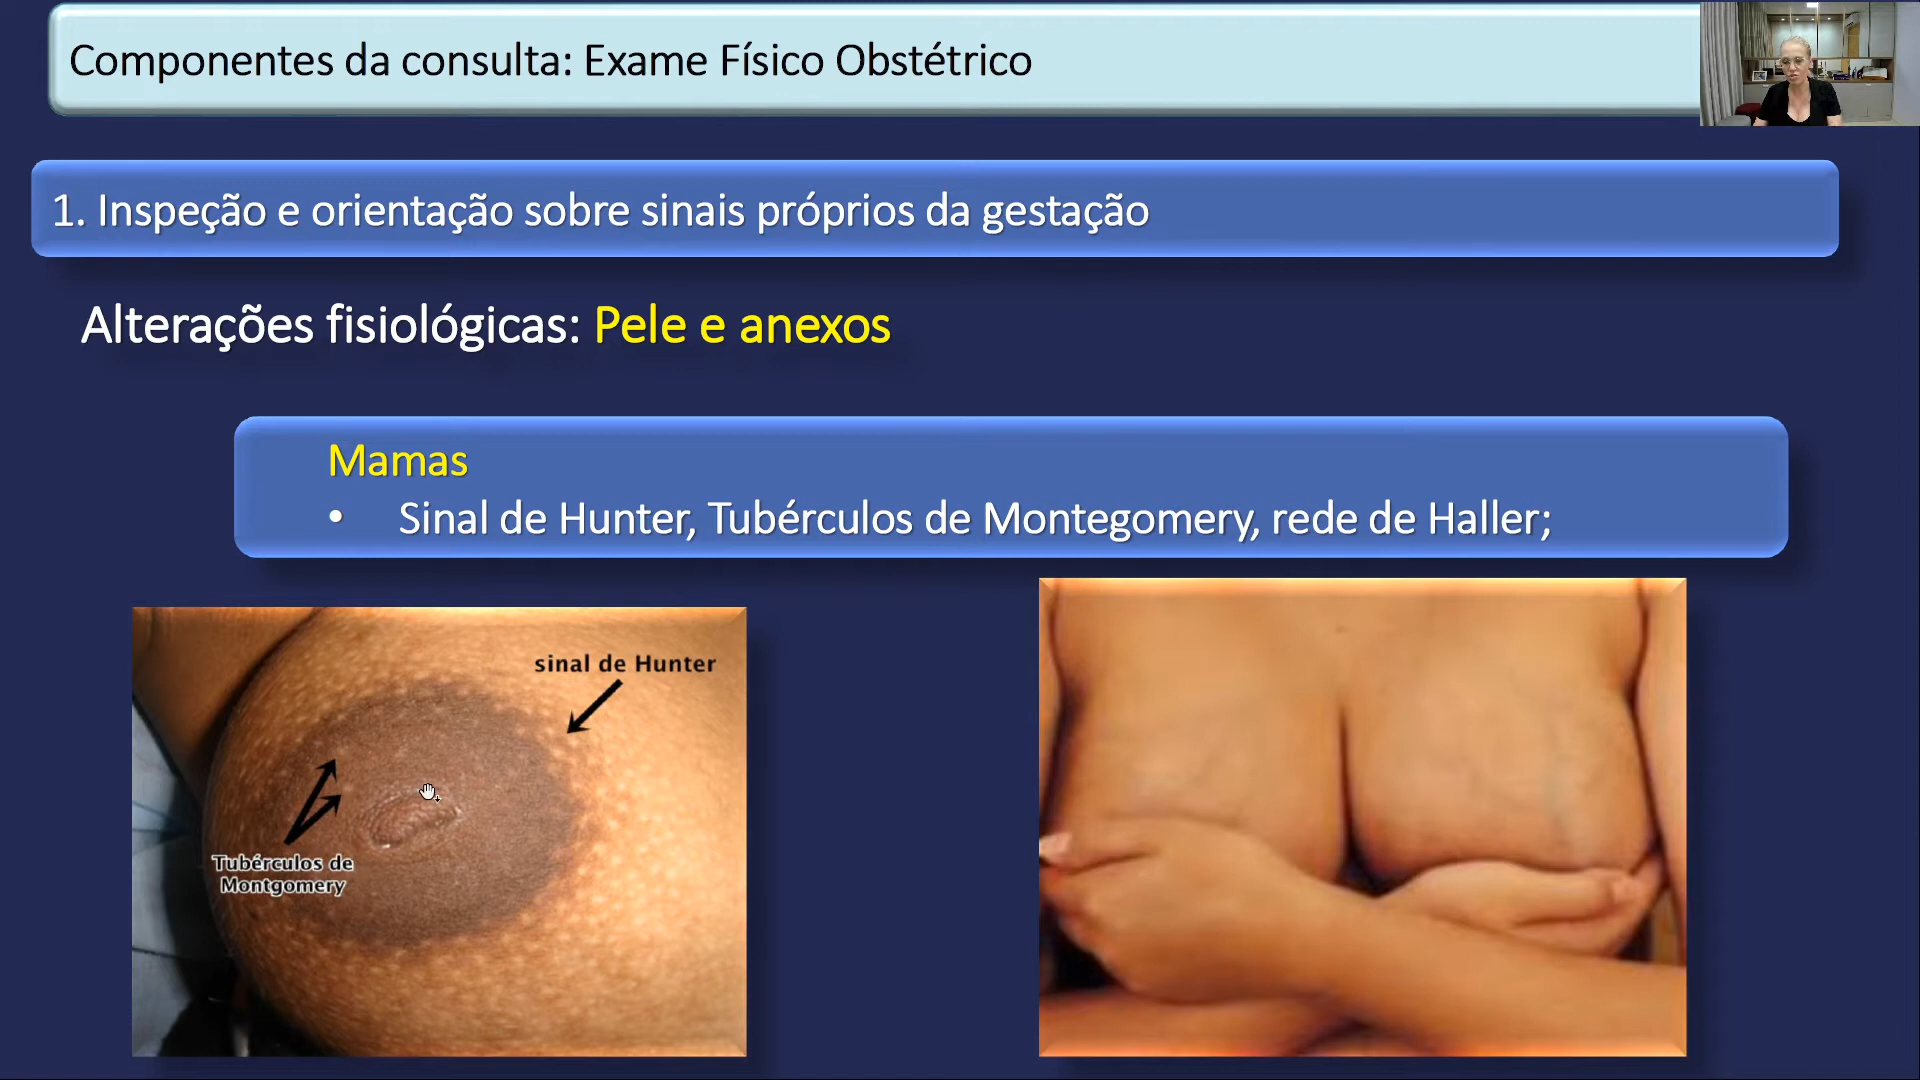 Componentes da consulta: Exame Físico Obstétrico
1. Inspeção e orientação sobre sinais próprios da gestação
Alterações fisiológicas: Pele e anexos
Mamas
• Sinal de Hunter, Tubérculos de Montegomery, rede de Haller;
sinal de Hunter
Tubérculos de
Montgomery